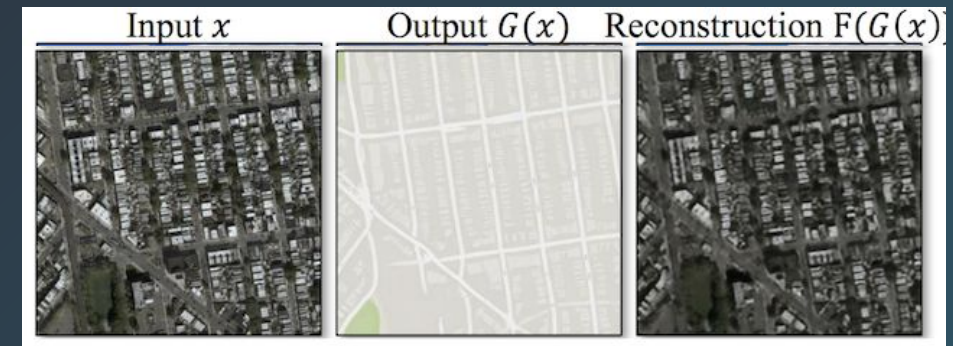 Input x Output G(x) Reconstruction F(G(x))